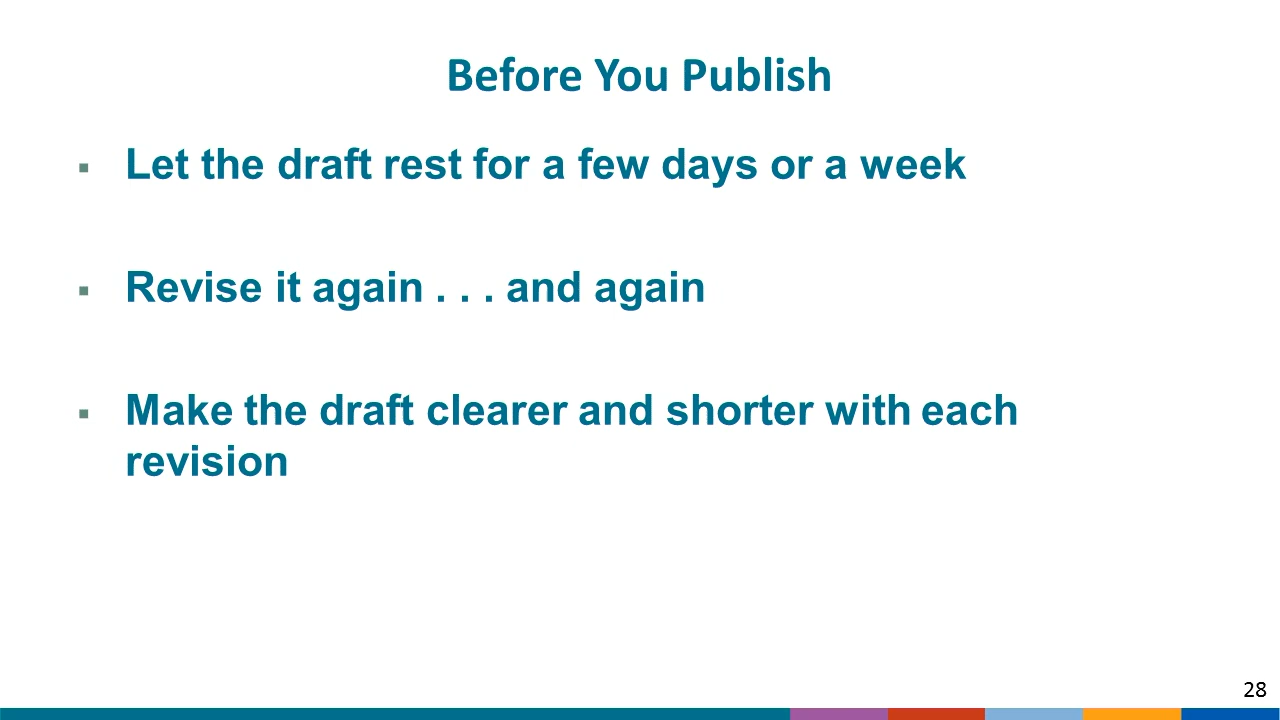 Before You Publish
▪ Let the draft rest for a few days or a week
▪ Revise it again . . . and again
▪ Make the draft clearer and shorter with each
revision
28